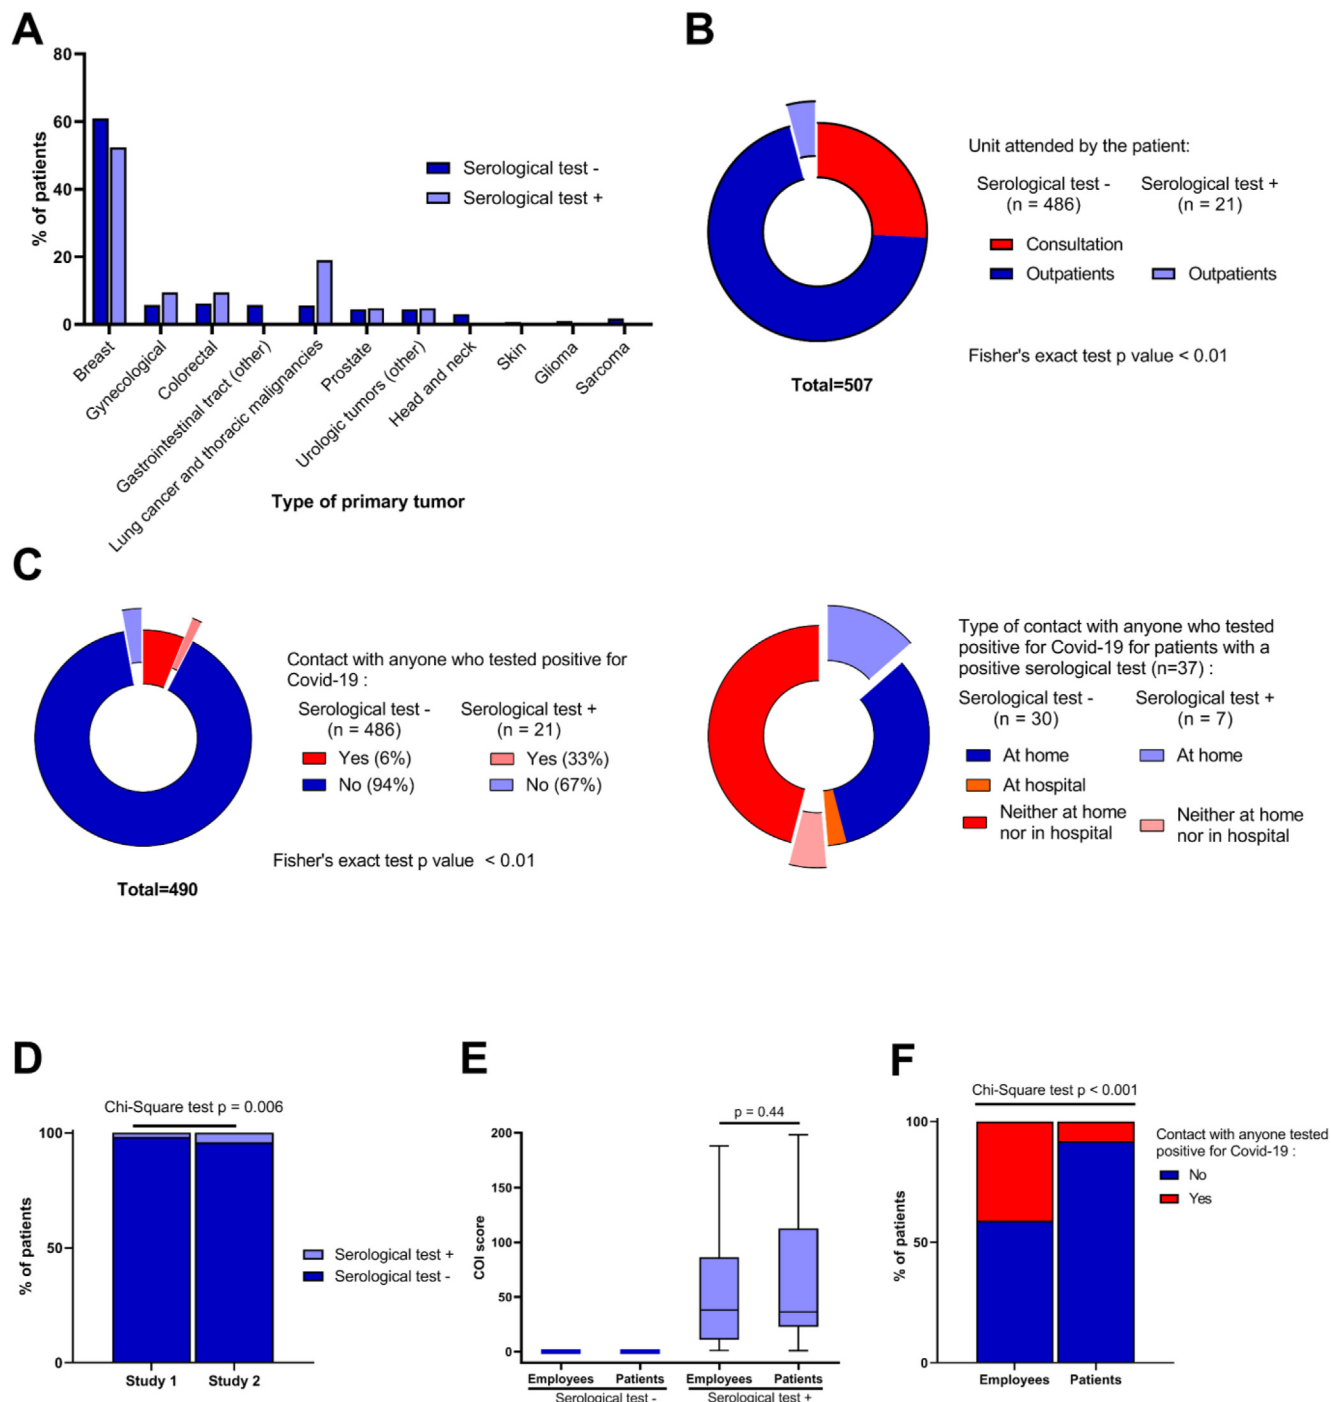 A
80
60
40
20
0
% of patients
Serological test -
Serological test +
Breast
Gynecological
Colorectal
Gastrointestinal tract (other)
Lung cancer and thoracic malignancies
Prostate
Urologic tumors (other)
Head and neck
Skin
Glioma
Sarcoma
Type of primary tumor
B
Total=507
Unit attended by the patient:
Serological test - Serological test +
(n = 486) (n = 21)
Consultation
Outpatients Outpatients
Fisher's exact test p value < 0.01
C
Total=490
Contact with anyone who tested positive for
Covid-19 :
Serological test - Serological test +
(n = 486) (n = 21)
Yes (6%) Yes (33%)
No (94%) No (67%)
Fisher's exact test p value < 0.01
Type of contact with anyone who tested
positive for Covid-19 for patients with a
positive serological test (n=37) :
Serological test - Serological test +
(n = 30) (n = 7)
At home At home
At hospital
Neither at home Neither at home
nor in hospital nor in hospital
D
Chi-Square test p = 0.006
100
50
0
% of patients
Study 1 Study 2
Serological test +
Serological test -
E
p = 0.44
200
150
100
50
0
COI score
Employees Patients Employees Patients
Serological test - Serological test +
F
Chi-Square test p < 0.001
100
50
0
% of patients
Employees Patients
Contact with anyone tested
positive for Covid-19 :
No
Yes